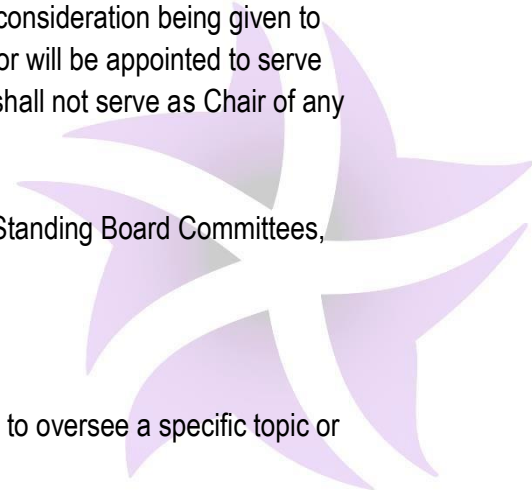 consideration being given to
or will be appointed to serve
shall not serve as Chair of any
Standing Board Committees,
to oversee a specific topic or